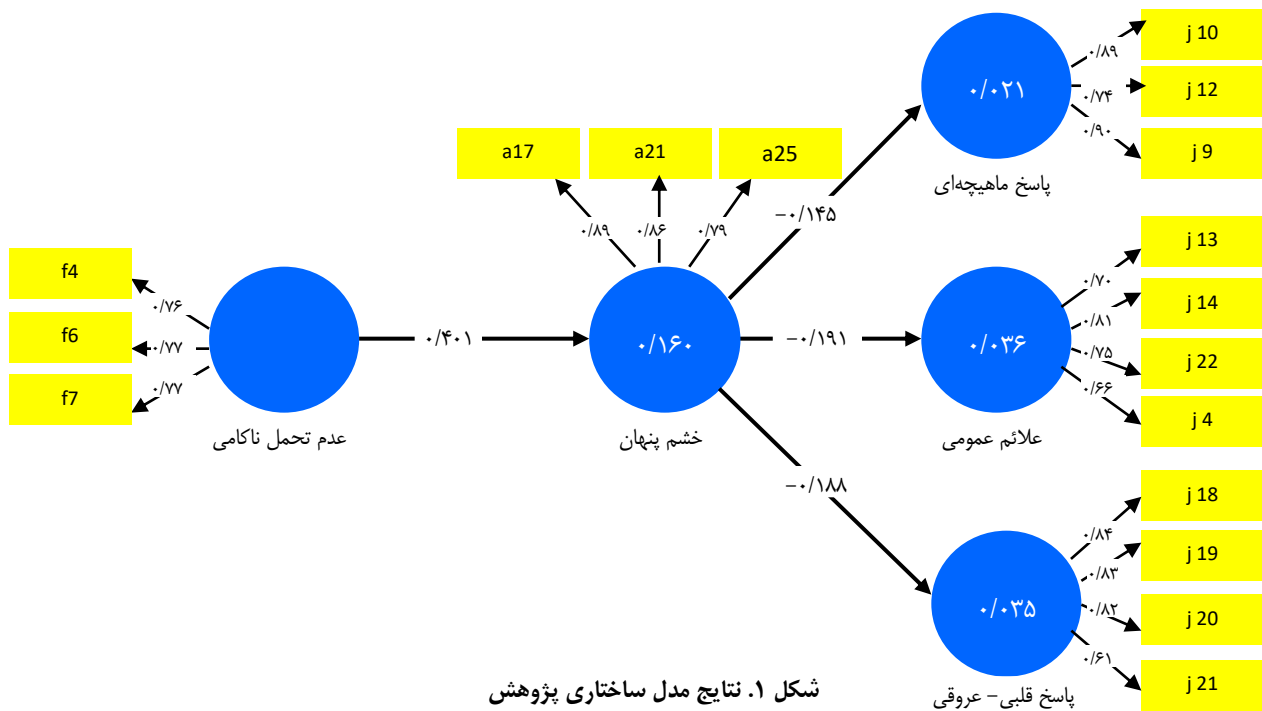 j 10
۰/۸۹
j 12
۰/۷۴
۰/۰۲۱
j 9
۰/۹۰
پاسخ ماهیچه‌ای
a17
a21
a25
۰/۸۹
۰/۸۶
۰/۷۹
−۰/۱۴۵
f4
۰/۷۶
f6
۰/۷۷
f7
۰/۷۷
عدم تحمل ناکامی
۰/۴۰۱
۰/۱۶۰
خشم پنهان
−۰/۱۹۱
j 13
۰/۷۰
j 14
۰/۸۱
۰/۰۳۶
j 22
۰/۷۵
j 4
۰/۶۶
علائم عمومی
−۰/۱۸۸
j 18
۰/۸۴
j 19
۰/۸۳
۰/۰۳۵
j 20
۰/۸۲
j 21
۰/۶۱
پاسخ قلبی- عروقی
شکل ۱. نتایج مدل ساختاری پژوهش